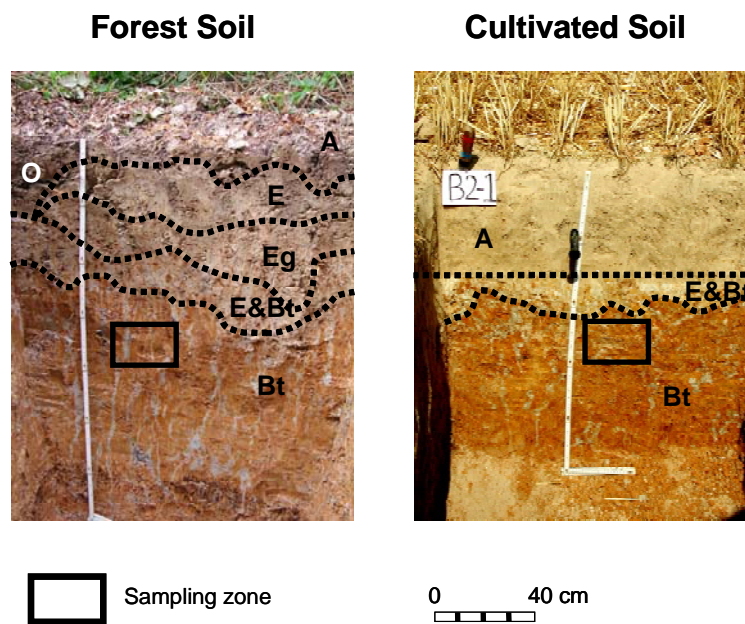 Forest Soil
Cultivated Soil
A
O
E
Eg
E&Bt
Bt
B2-1
A
E&Bt
Bt
Sampling zone
0 40 cm